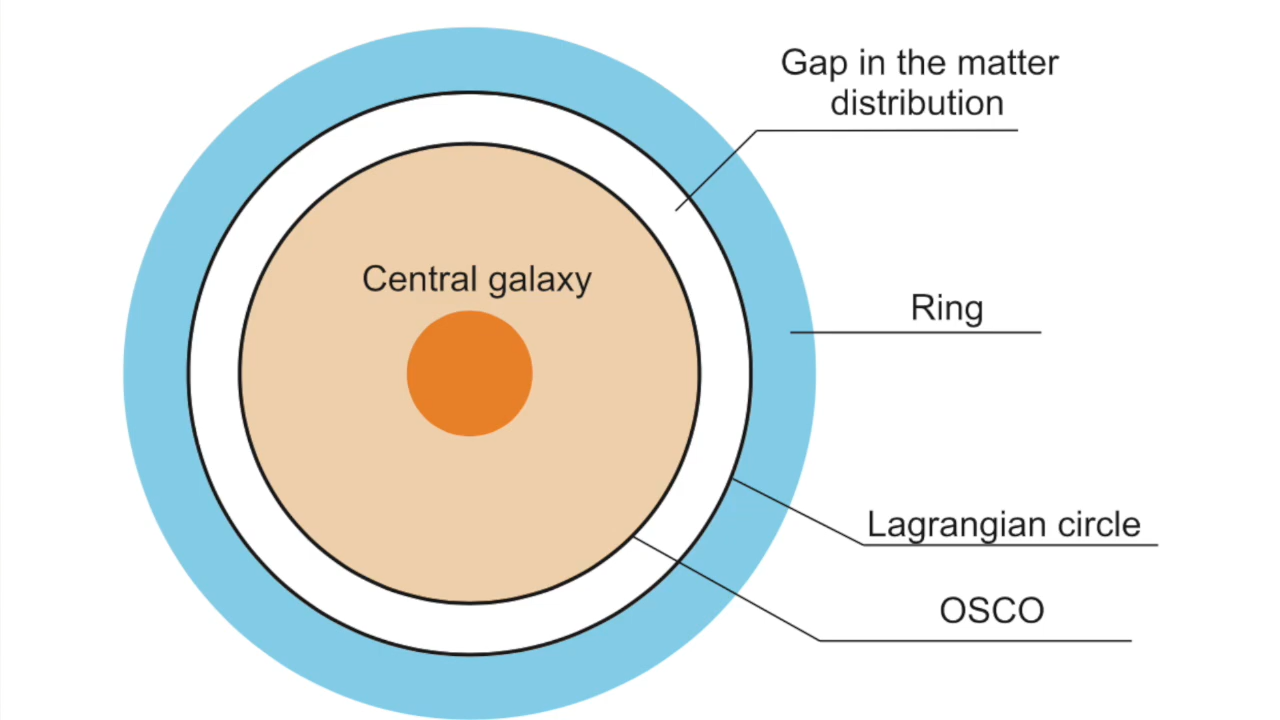 Gap in the matter
distribution
Central galaxy
Ring
Lagrangian circle
OSCO